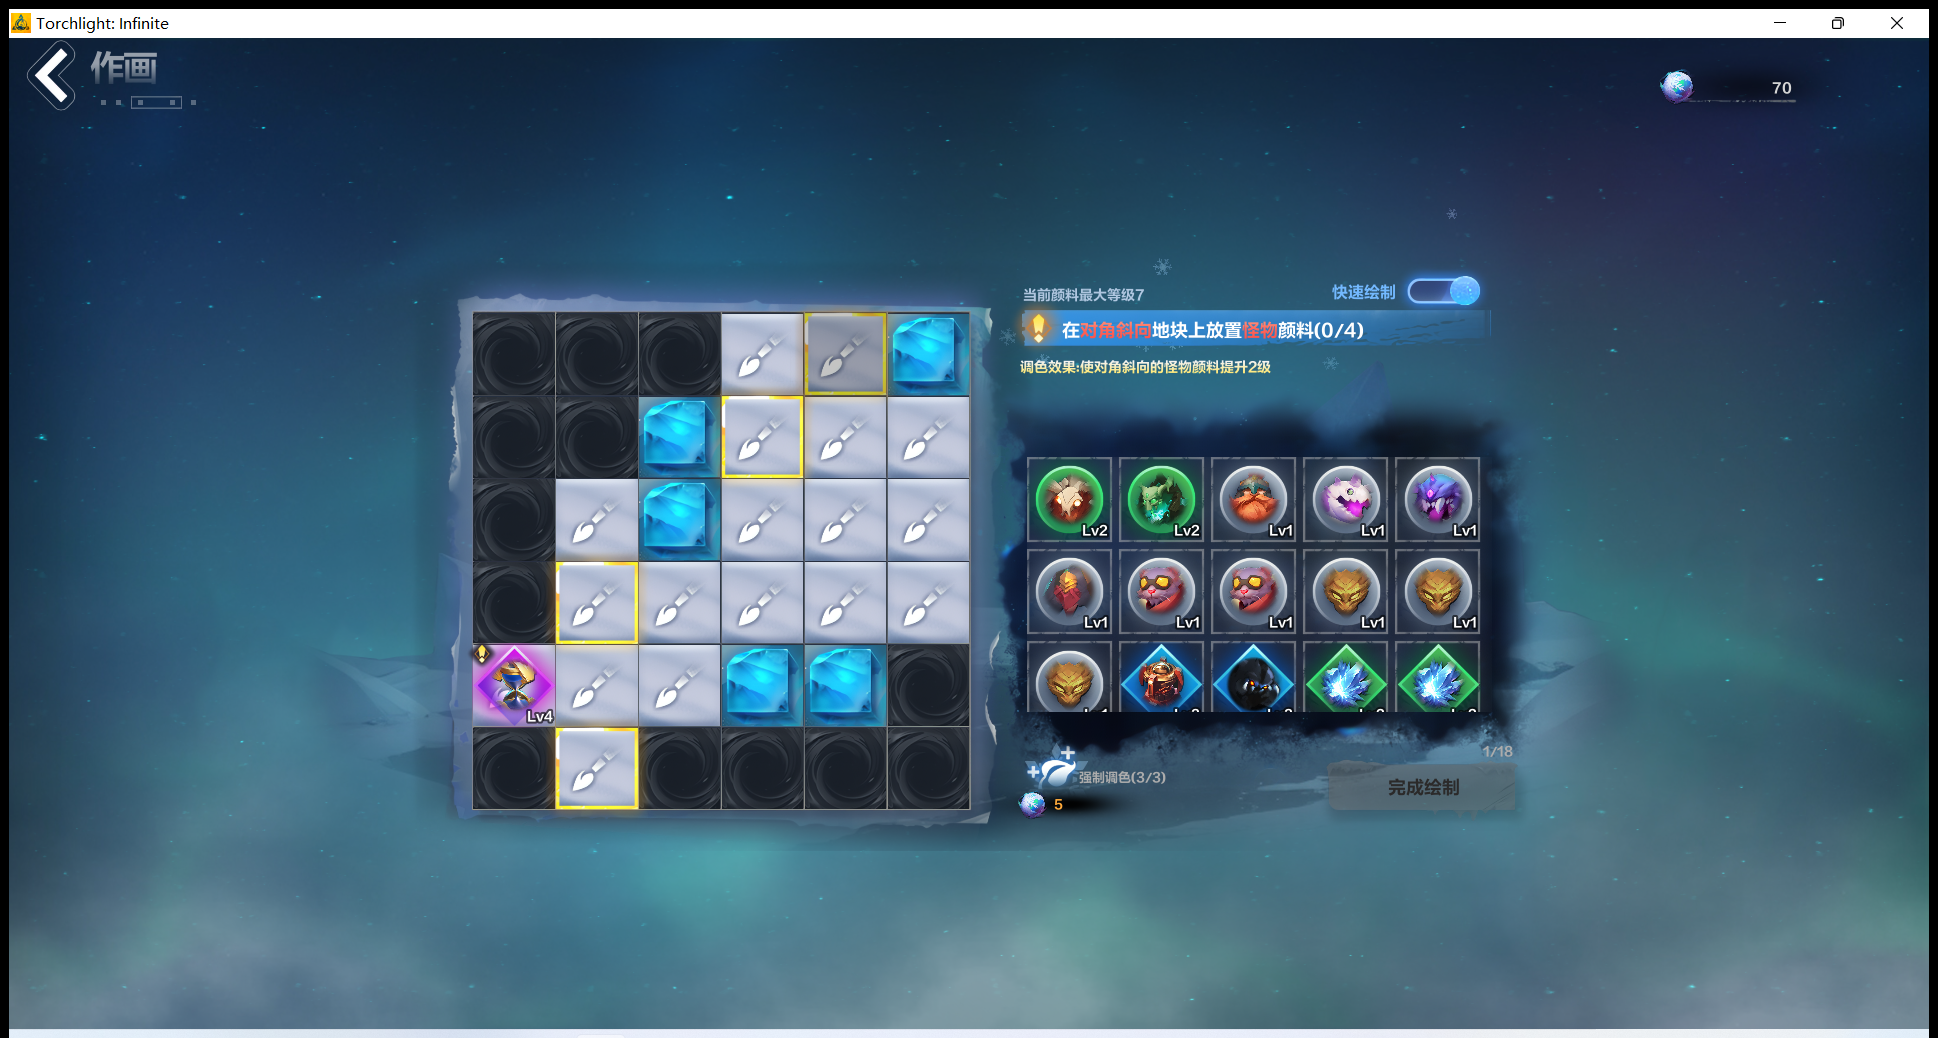 Torchlight: Infinite
作画
70
当前颜料最大等级7
快速绘制
在对角斜向地块上放置怪物颜料(0/4)
调色效果:使对角斜向的怪物颜料提升2级
Lv2 Lv2 Lv1 Lv1 Lv1
Lv1 Lv1 Lv1 Lv1 Lv1
Lv4
1/18
强制调色(3/3)
5
完成绘制